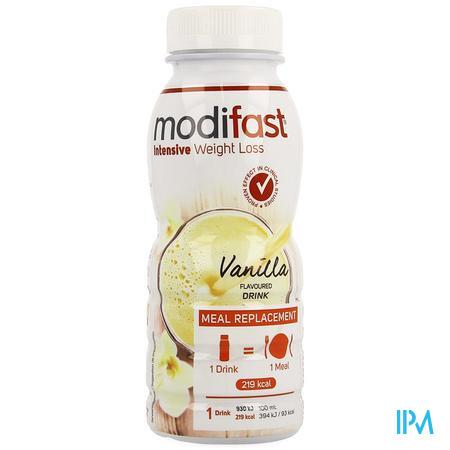 modifast®
Intensive Weight Loss
PROVEN EFFECT IN CLINICAL STUDIES
Vanilla
FLAVOURED
DRINK
MEAL REPLACEMENT
=
1 Drink 1 Meal
219 kcal
1 Drink 930 kJ 100 mL
219 kcal 394 kJ / 93 kcal
IPM